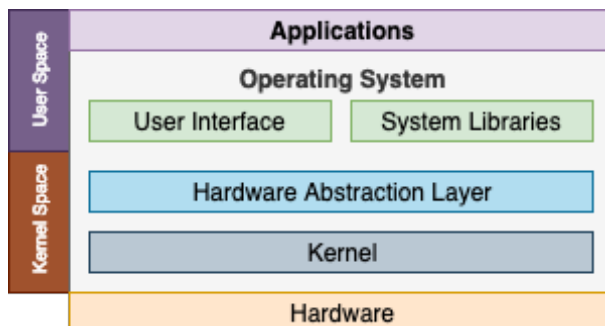 User Space
Applications
Operating System
User Interface
System Libraries
Kernel Space
Hardware Abstraction Layer
Kernel
Hardware